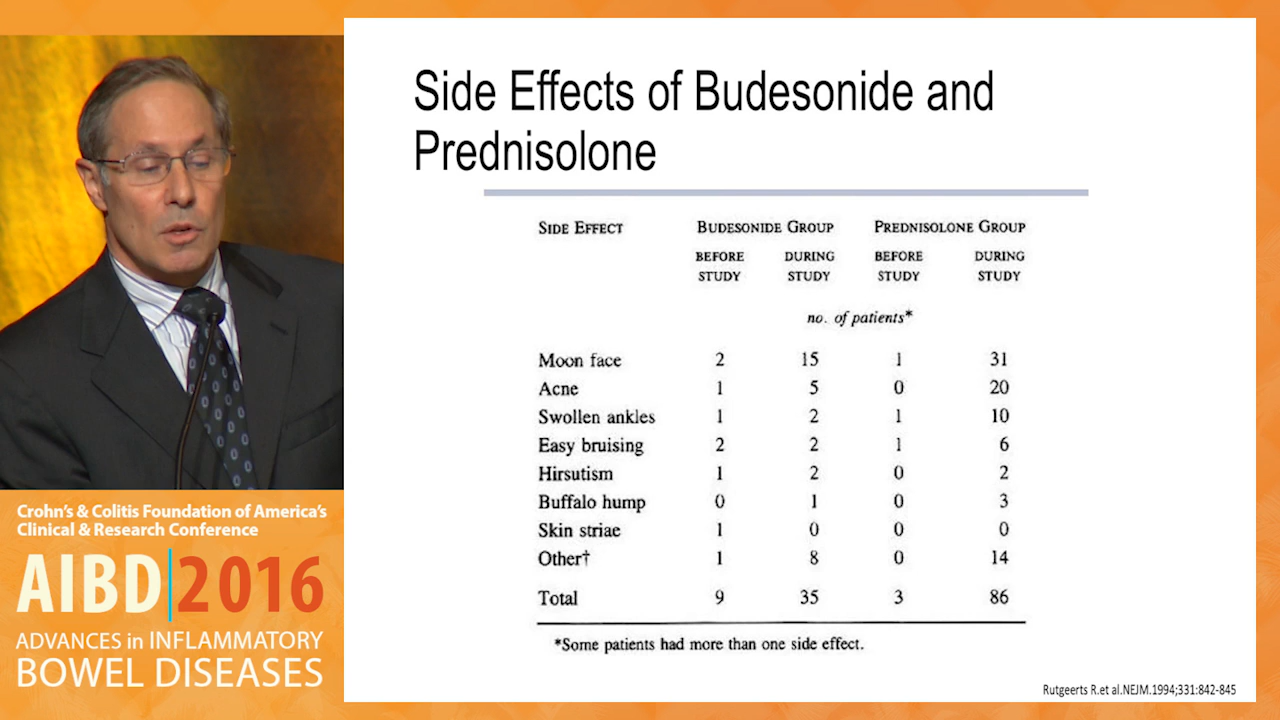 Side Effects of Budesonide and
Prednisolone
SIDE EFFECT BUDESONIDE GROUP PREDNISOLONE GROUP
BEFORE STUDY DURING STUDY BEFORE STUDY DURING STUDY
no. of patients*
Moon face 2 15 1 31
Acne 1 5 0 20
Swollen ankles 1 2 1 10
Easy bruising 2 2 1 6
Hirsutism 1 2 0 2
Buffalo hump 0 1 0 3
Skin striae 1 0 0 0
Other† 1 8 0 14
Total 9 35 3 86
*Some patients had more than one side effect.
Rutgeerts R.et al.NEJM.1994;331:842-845
Crohn's & Colitis Foundation of America's
Clinical & Research Conference
AIBD|2016
ADVANCES in INFLAMMATORY
BOWEL DISEASES